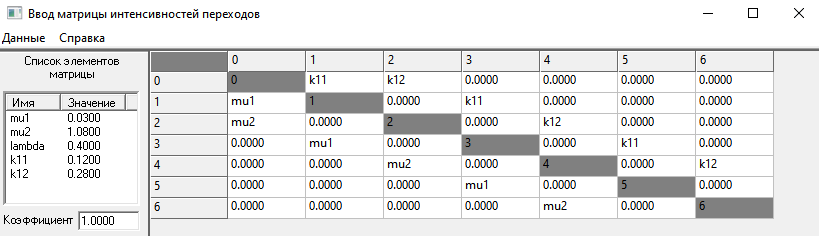 Ввод матрицы интенсивностей переходов
Данные Справка
Список элементов
матрицы
Имя Значение
mu1 0.0300
mu2 1.0800
lambda 0.4000
k11 0.1200
k12 0.2800
Коэффициент 1.0000
0 1 2 3 4 5 6
0 0 k11 k12 0.0000 0.0000 0.0000 0.0000
1 mu1 1 0.0000 k11 0.0000 0.0000 0.0000
2 mu2 0.0000 2 0.0000 k12 0.0000 0.0000
3 0.0000 mu1 0.0000 3 0.0000 k11 0.0000
4 0.0000 0.0000 mu2 0.0000 4 0.0000 k12
5 0.0000 0.0000 0.0000 mu1 0.0000 5 0.0000
6 0.0000 0.0000 0.0000 0.0000 mu2 0.0000 6